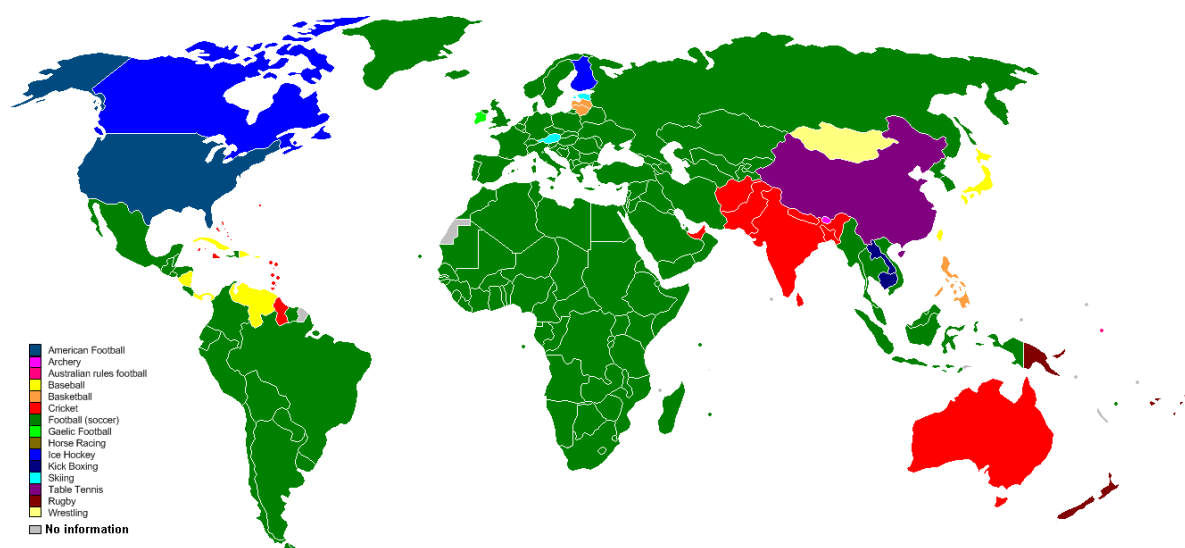 American Football
Archery
Australian rules football
Baseball
Basketball
Cricket
Football (soccer)
Gaelic Football
Horse Racing
Ice Hockey
Kick Boxing
Skiing
Table Tennis
Rugby
Wrestling
No information